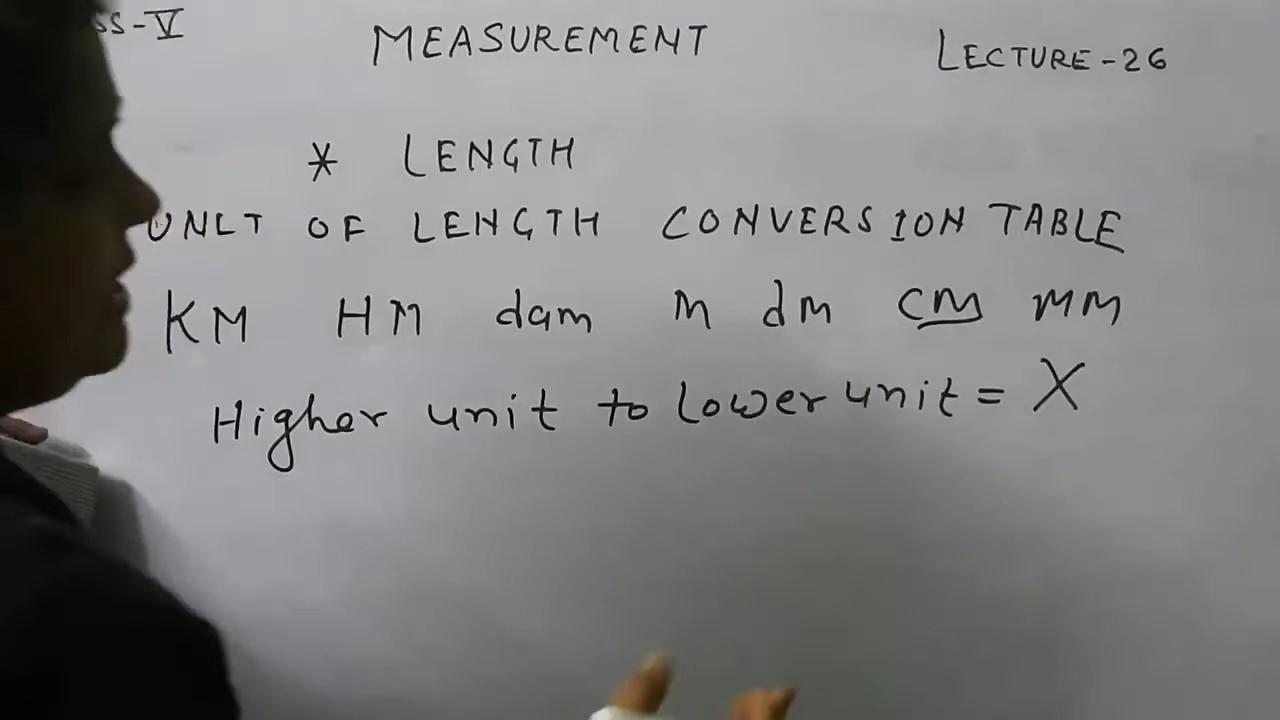 SS-V
MEASUREMENT
LECTURE-26
* LENGTH
UNIT OF LENGTH CONVERSION TABLE
KM HM dam m dm cm MM
Higher unit to lower unit = X